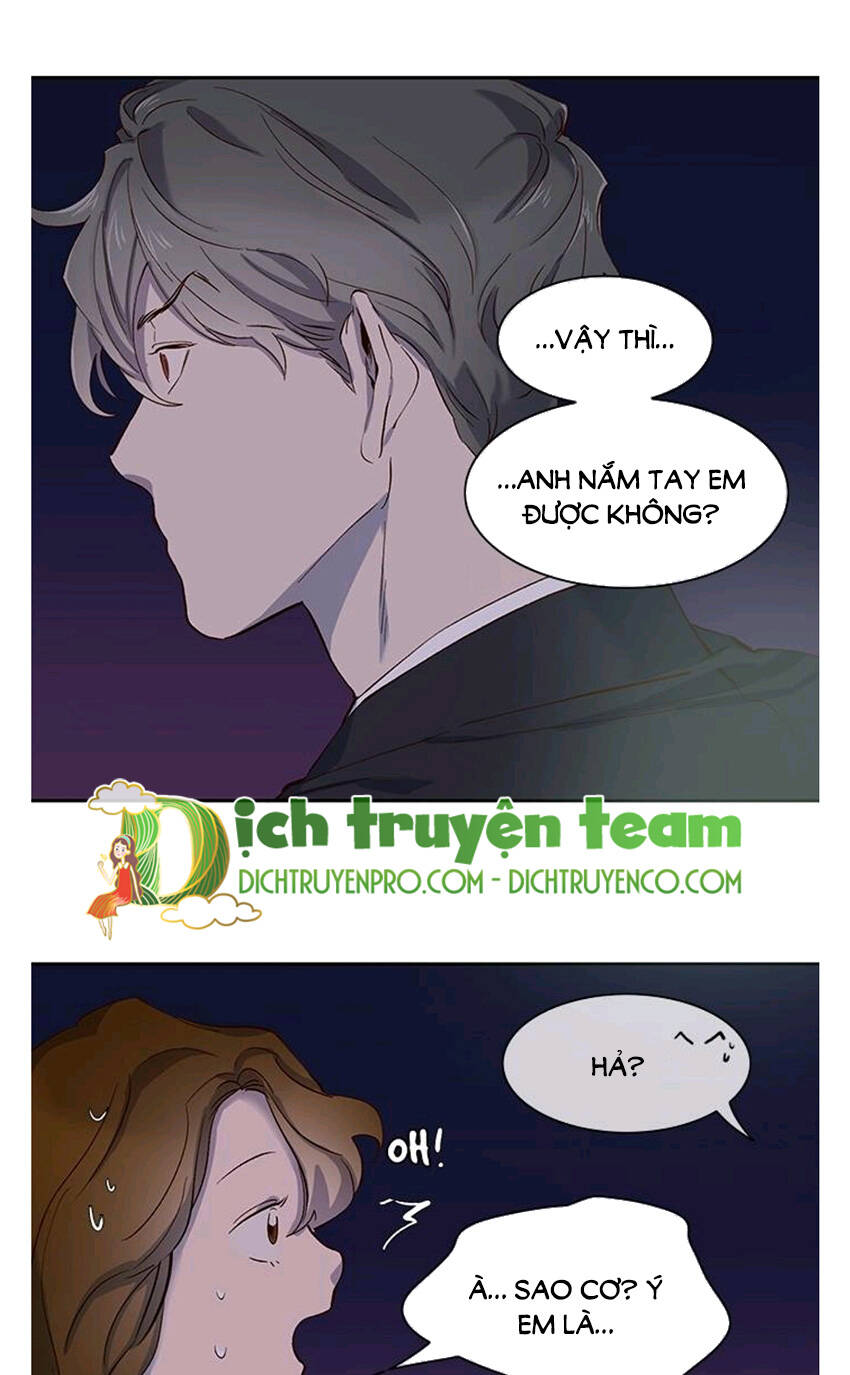 ...VẬY THÌ...
...ANH NẮM TAY EM
ĐƯỢC KHÔNG?
Dịch truyện team
DICHTRUYENPRO.COM - DICHTRUYENCO.COM
HẢ?
OH!
À... SAO CƠ? Ý
EM LÀ...